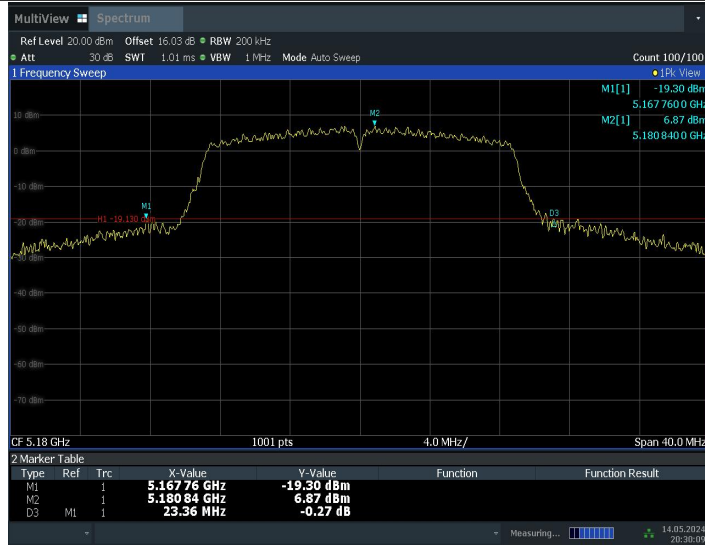 MultiView Spectrum
Ref Level 20.00 dBm Offset 16.03 dB RBW 200 kHz
Att 30 dB SWT 1.01 ms VBW 1 MHz Mode Auto Sweep Count 100/100
1 Frequency Sweep 1Pk View
M1[1] -19.30 dBm
5.167 760 0 GHz
M2[1] 6.87 dBm
5.180 840 0 GHz
10 dBm
M2
0 dBm
-10 dBm
M1
H1 -19.130 dBm
D3
-20 dBm
-30 dBm
-40 dBm
-50 dBm
-60 dBm
-70 dBm
CF 5.18 GHz 1001 pts 4.0 MHz/ Span 40.0 MHz
2 Marker Table
Type Ref Trc X-Value Y-Value Function Function Result
M1 1 5.167 76 GHz -19.30 dBm
M2 1 5.180 84 GHz 6.87 dBm
D3 M1 1 23.36 MHz -0.27 dB
Measuring... 14.05.2024
20:30:09